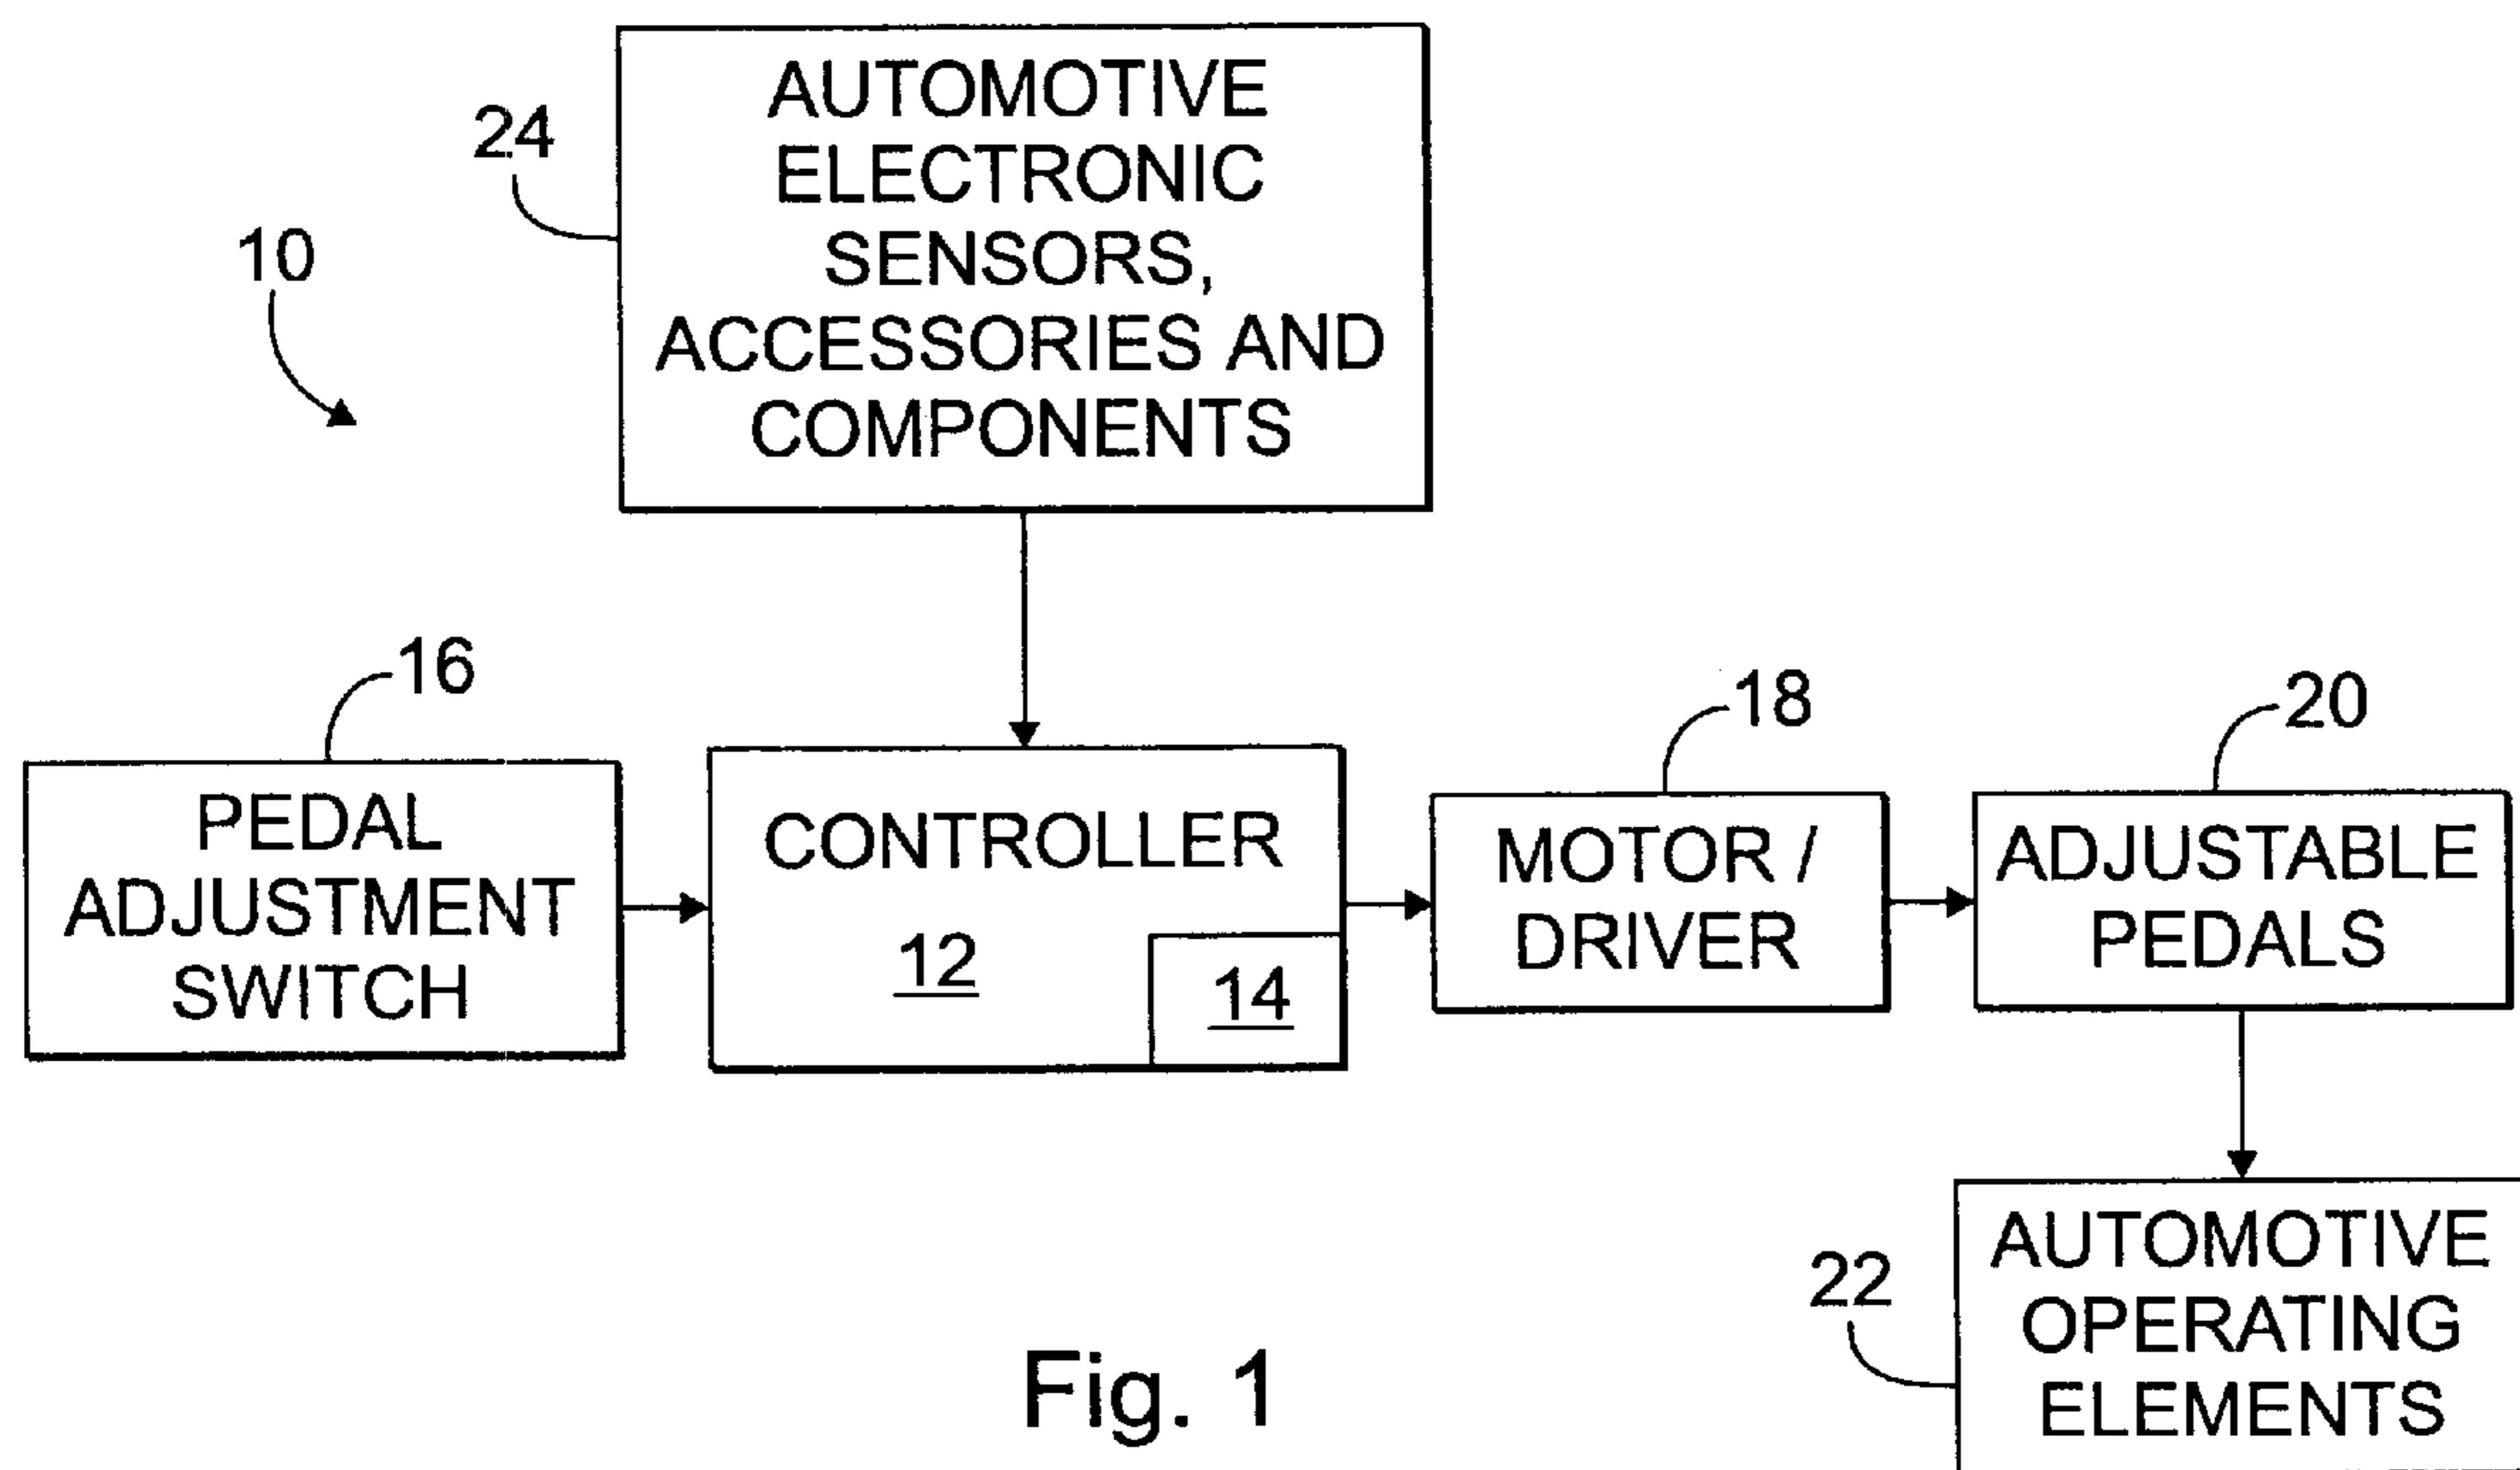 AUTOMOTIVE
ELECTRONIC
SENSORS,
ACCESSORIES AND
COMPONENTS
24
10
16
PEDAL
ADJUSTMENT
SWITCH
CONTROLLER
12
14
18
MOTOR /
DRIVER
20
ADJUSTABLE
PEDALS
22
AUTOMOTIVE
OPERATING
ELEMENTS
Fig. 1